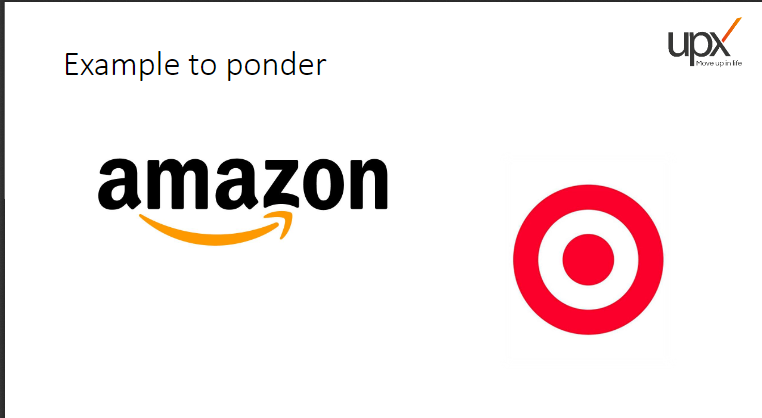 upx
Move up in life
Example to ponder
amazon